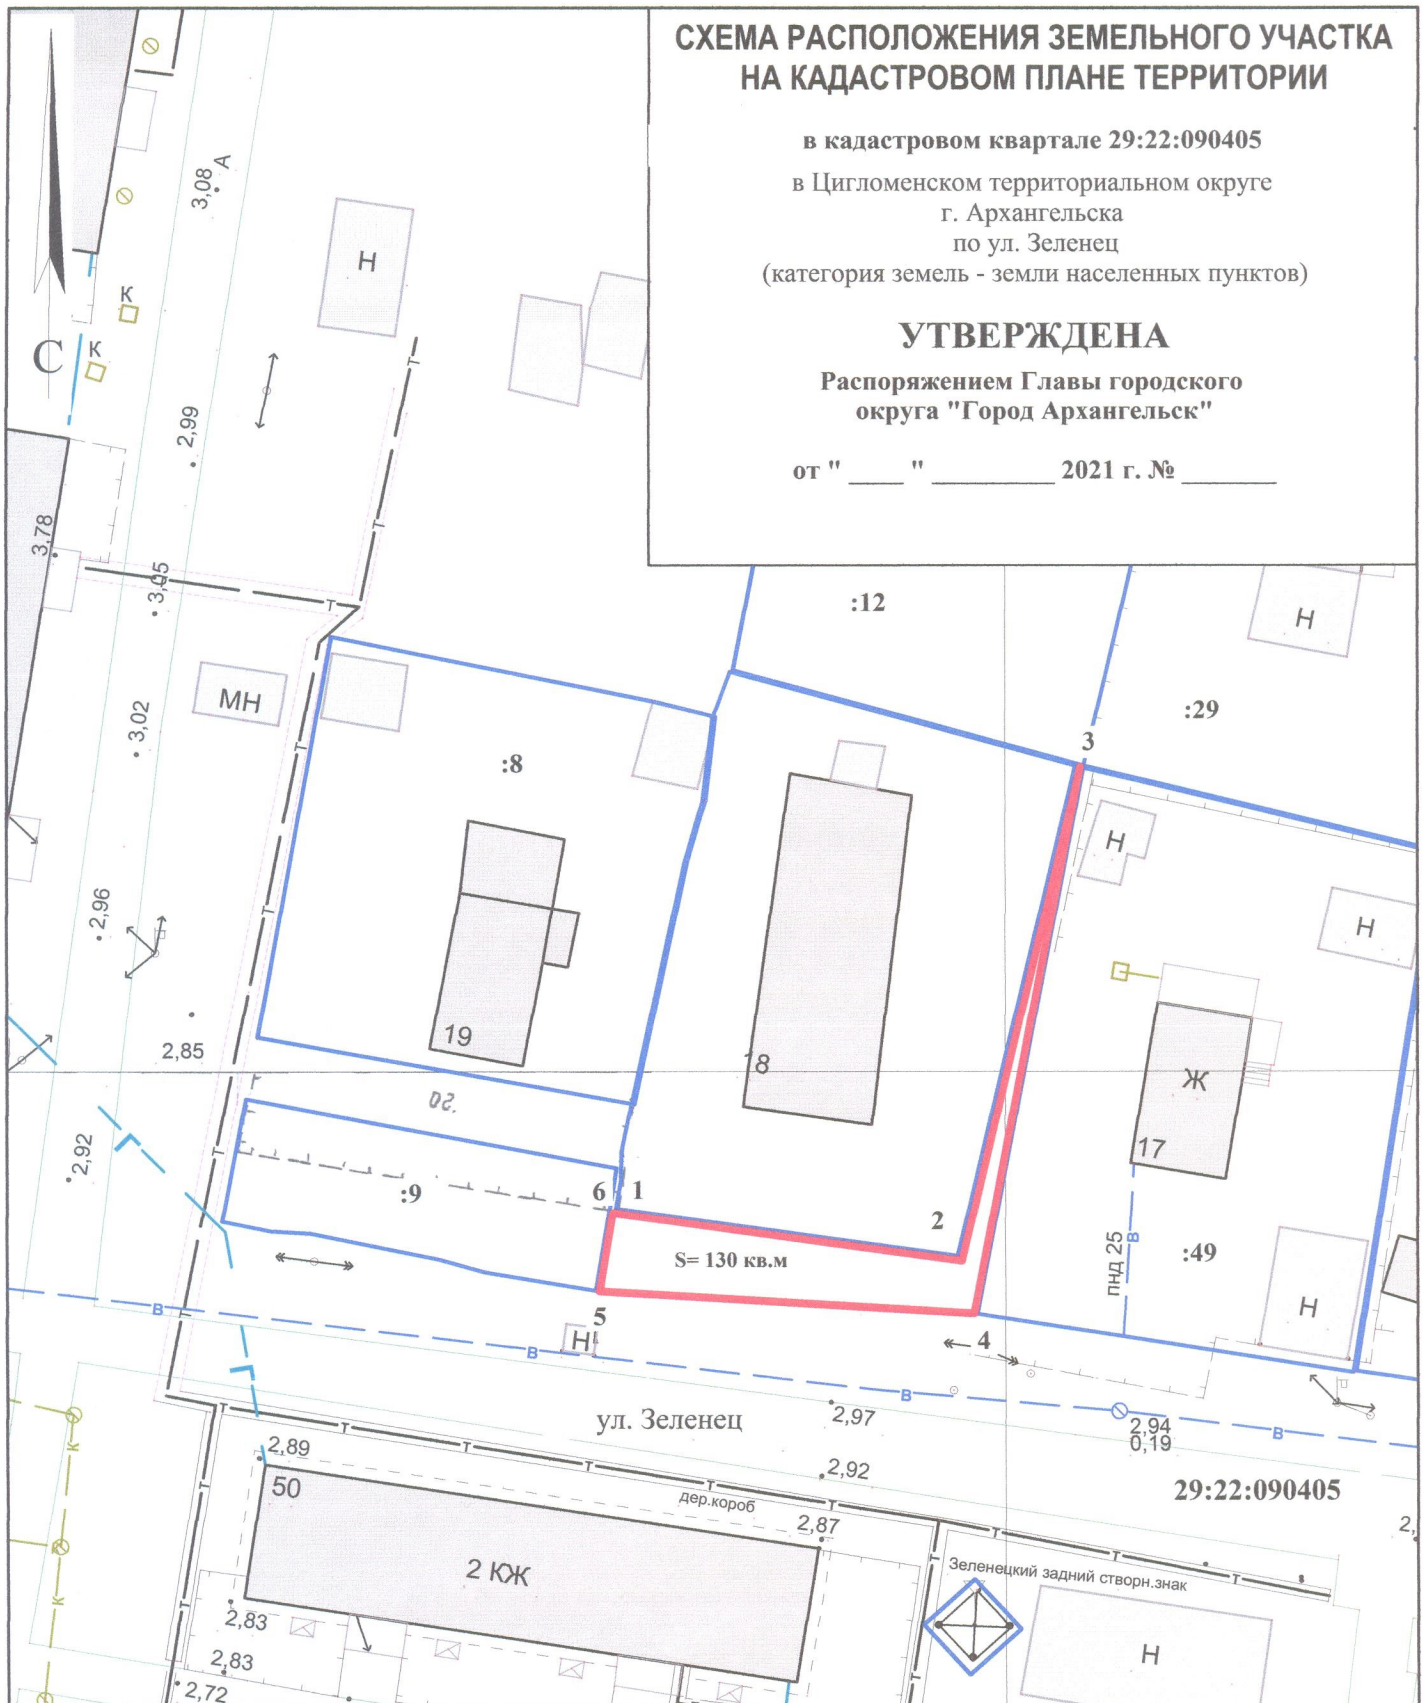 СХЕМА РАСПОЛОЖЕНИЯ ЗЕМЕЛЬНОГО УЧАСТКА
НА КАДАСТРОВОМ ПЛАНЕ ТЕРРИТОРИИ
в кадастровом квартале 29:22:090405
в Цигломенском территориальном округе
г. Архангельска
по ул. Зеленец
(категория земель - земли населенных пунктов)
УТВЕРЖДЕНА
Распоряжением Главы городского
округа "Город Архангельск"
от " ____ " _________ 2021 г. № _______
3,08
А
Н
К
С
К
2,99
3,78
3,05
Т
Т
Т
:12
Н
МН
3,02
:29
3
:8
Т
Н
2,96
Т
Н
19
2,85
18
Ж
20.
17
2,92
Т
:9
6
1
2
S= 130 кв.м
пнд 25
В
:49
Н
В
Т
5
Н
В
4
В
ул. Зеленец
2,97
2,94
0,19
В
К
Т
Т
Т
Т
Т
Т
2,89
2,92
29:22:090405
50
дер.короб
2,87
2,
Т
Т
Т
Т
Т
2 КЖ
Зеленецкий задний створн.знак
К
Т
2,83
Н
2,83
2,72
Т